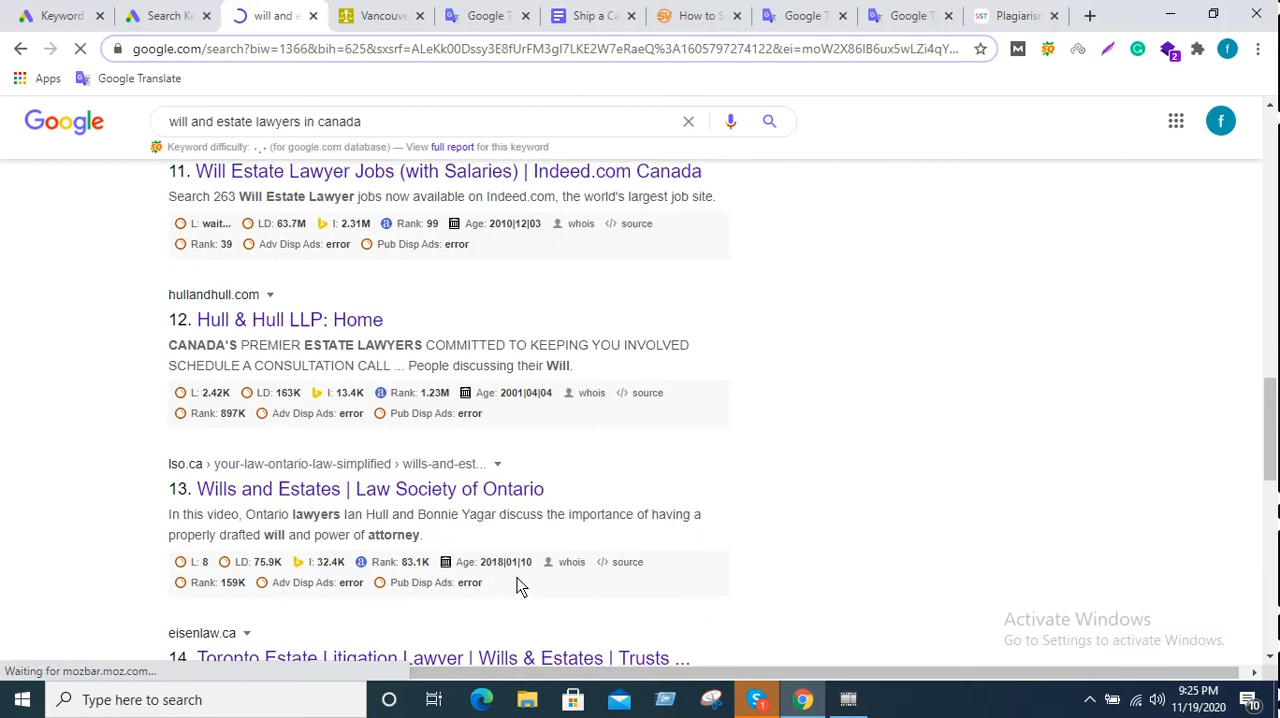 Keyword
Search Ke
will and e
Vancouve
Google T
Ship a Ca
How to
Google T
Google T
Plagiaris
google.com/search?biw=1366&bih=625&sxsrf=ALeKk00Dssy3E8fUrFM3gI7LKE2W7eRaeQ%3A1605797274122&ei=moW2X86IB6ux5wLZi4qY...
Apps Google Translate
Google will and estate lawyers in canada f
Keyword difficulty: . . . (for google.com database) — View full report for this keyword
11. Will Estate Lawyer Jobs (with Salaries) | Indeed.com Canada
Search 263 Will Estate Lawyer jobs now available on Indeed.com, the world's largest job site.
L: wait... LD: 63.7M I: 2.31M Rank: 99 Age: 2010|12|03 whois </> source
Rank: 39 Adv Disp Ads: error Pub Disp Ads: error
hullandhull.com
12. Hull & Hull LLP: Home
CANADA'S PREMIER ESTATE LAWYERS COMMITTED TO KEEPING YOU INVOLVED
SCHEDULE A CONSULTATION CALL ... People discussing their Will.
L: 2.42K LD: 163K I: 13.4K Rank: 1.23M Age: 2001|04|04 whois </> source
Rank: 897K Adv Disp Ads: error Pub Disp Ads: error
lso.ca › your-law-ontario-law-simplified › wills-and-est...
13. Wills and Estates | Law Society of Ontario
In this video, Ontario lawyers Ian Hull and Bonnie Yagar discuss the importance of having a
properly drafted will and power of attorney.
L: 8 LD: 75.9K I: 32.4K Rank: 83.1K Age: 2018|01|10 whois </> source
Rank: 159K Adv Disp Ads: error Pub Disp Ads: error
eisenlaw.ca
14. Toronto Estate Litigation Lawyer | Wills & Estates | Trusts ...
Activate Windows
Go to Settings to activate Windows.
Waiting for mozbar.moz.com...
Type here to search
9:25 PM
11/19/2020
10